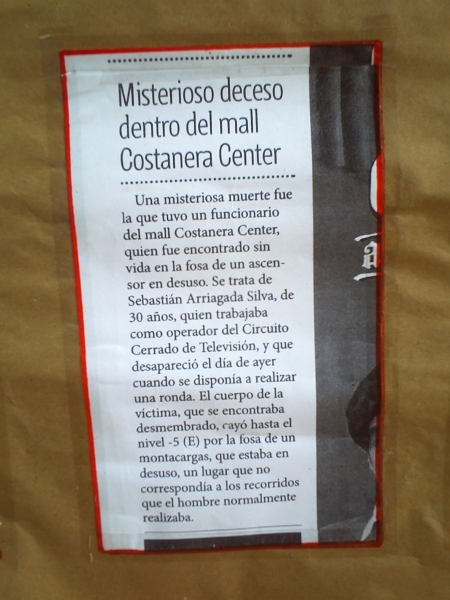 Misterioso deceso
dentro del mall
Costanera Center
Una misteriosa muerte fue
la que tuvo un funcionario
del mall Costanera Center,
quien fue encontrado sin
vida en la fosa de un ascen-
sor en desuso. Se trata de
Sebastián Arriagada Silva, de
30 años, quien trabajaba
como operador del Circuito
Cerrado de Televisión, y que
desapareció el día de ayer
cuando se disponía a realizar
una ronda. El cuerpo de la
víctima, que se encontraba
desmembrado, cayó hasta el
nivel -5 (E) por la fosa de un
montacargas, que estaba en
desuso, un lugar que no
correspondía a los recorridos
que el hombre normalmente
realizaba.
a